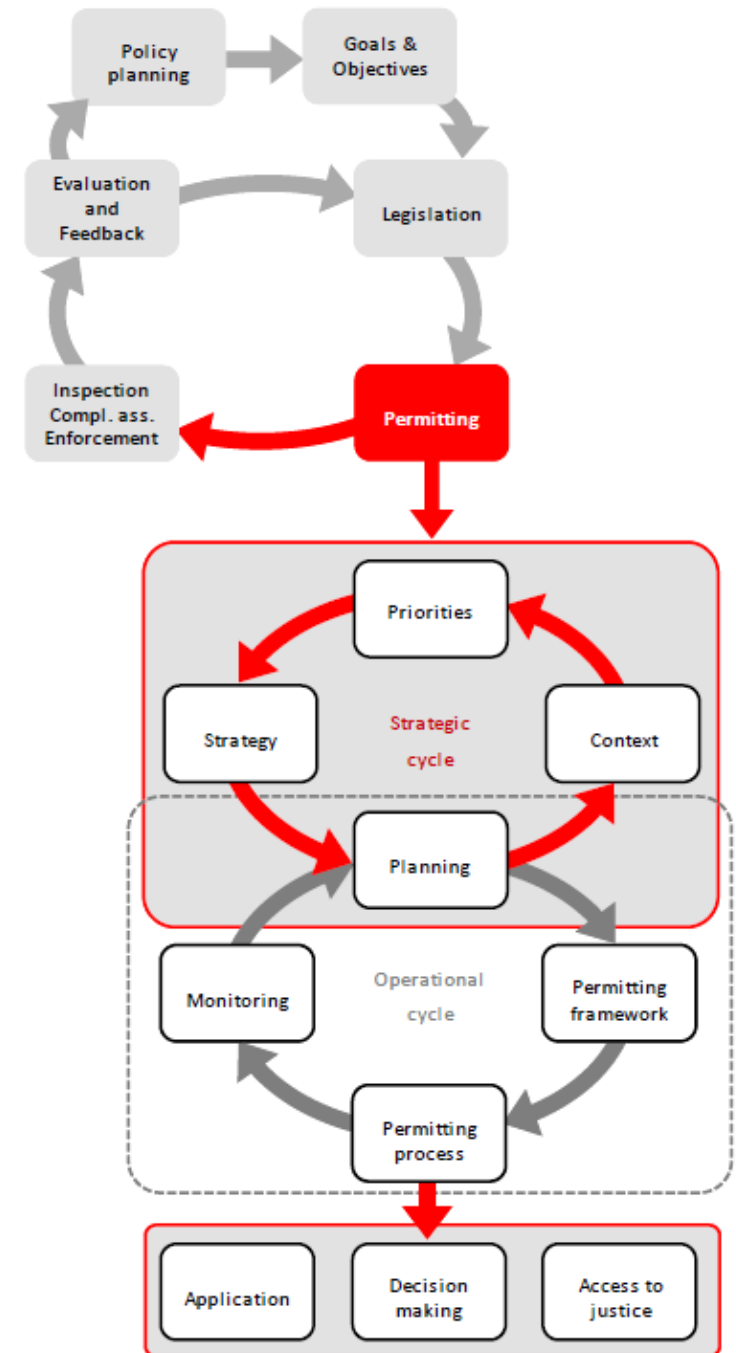 Policy
planning
Goals &
Objectives
Evaluation
and
Feedback
Legislation
Inspection
Compl. ass.
Enforcement
Permitting
Priorities
Strategy
Strategic
cycle
Context
Planning
Monitoring
Operational
cycle
Permitting
framework
Permitting
process
Application
Decision
making
Access to
justice